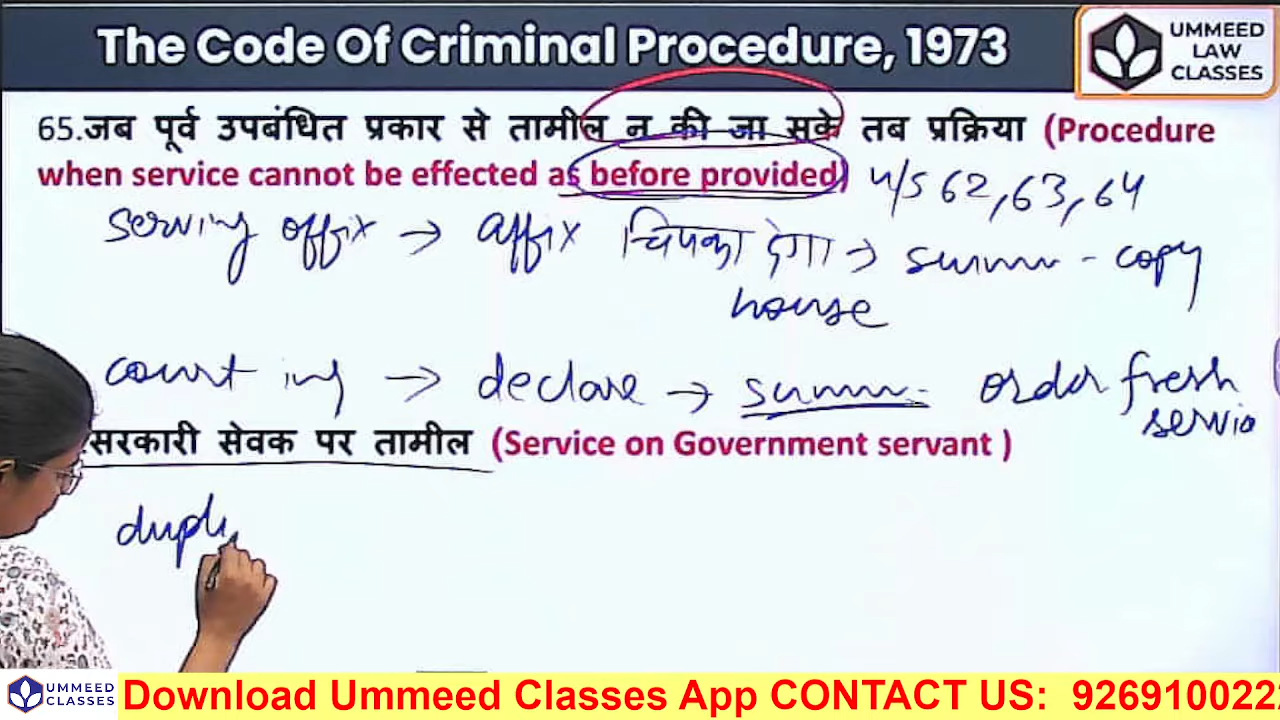 The Code Of Criminal Procedure, 1973
UMMEED
LAW
CLASSES
65.जब पूर्व उपबंधित प्रकार से तामील न की जा सके तब प्रक्रिया (Procedure
when service cannot be effected as before provided) u/s 62, 63, 64
serving offix → affix चिपका देगा → summ - copy
house
court inq → declare → summ - order fresh
servic
सरकारी सेवक पर तामील (Service on Government servant )
dupli
UMMEED
CLASSES
Download Ummeed Classes App CONTACT US: 926910022